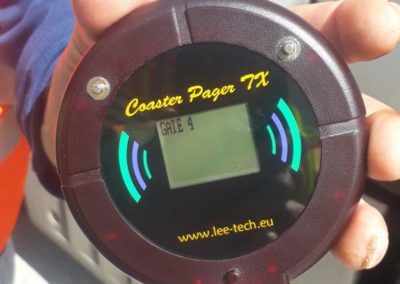 Coaster Pager TX
GATE 4
www.lee-tech.eu